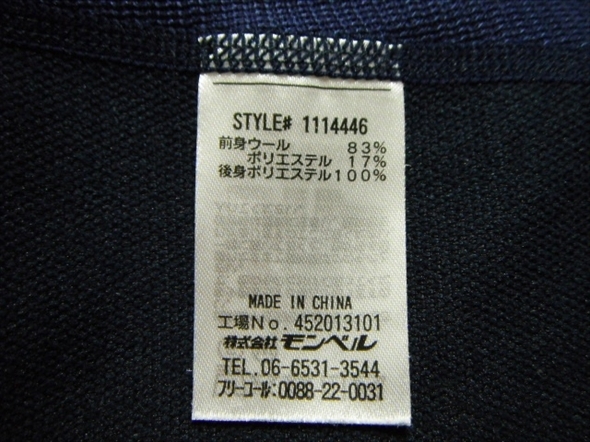 STYLE# 1114446
前身ウール 83%
ポリエステル 17%
後身ポリエステル100%
MADE IN CHINA
工場No. 452013101
株式会社 モンベル
TEL. 06-6531-3544
フリーコール: 0088-22-0031